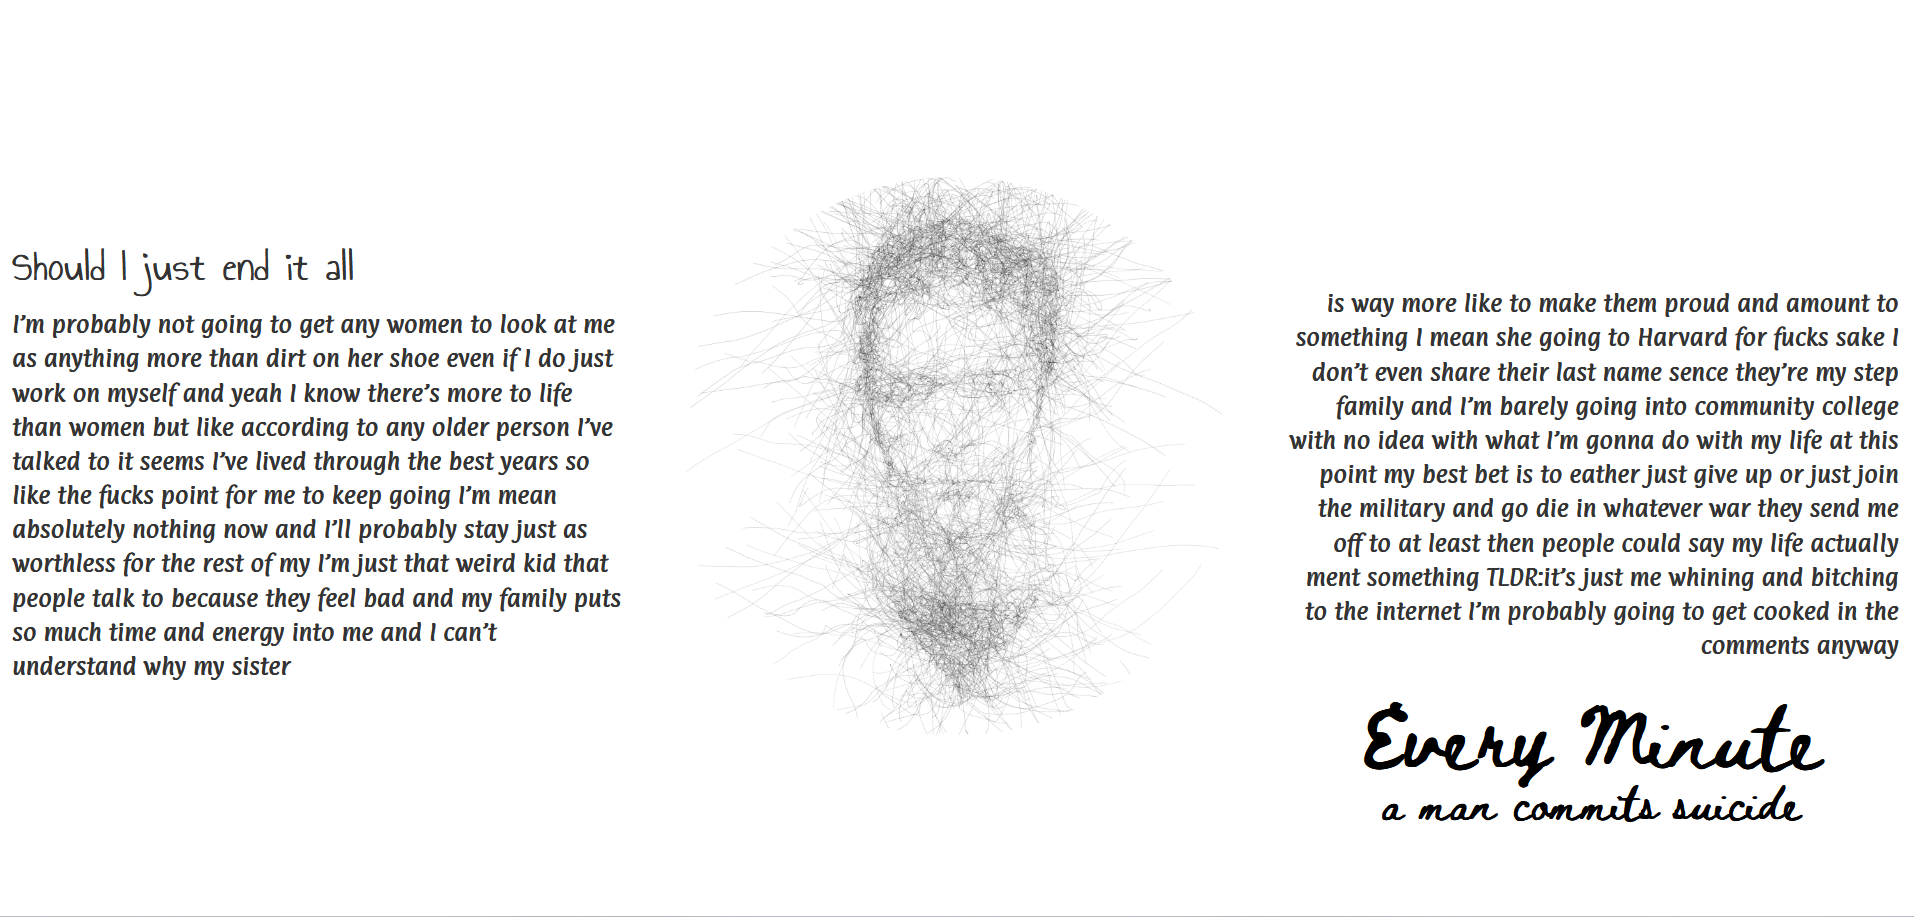 Should I just end it all
I'm probably not going to get any women to look at me
as anything more than dirt on her shoe even if I do just
work on myself and yeah I know there's more to life
than women but like according to any older person I've
talked to it seems I've lived through the best years so
like the fucks point for me to keep going I'm mean
absolutely nothing now and I'll probably stay just as
worthless for the rest of my I'm just that weird kid that
people talk to because they feel bad and my family puts
so much time and energy into me and I can't
understand why my sister
is way more like to make them proud and amount to
something I mean she going to Harvard for fucks sake I
don't even share their last name sence they're my step
family and I'm barely going into community college
with no idea with what I'm gonna do with my life at this
point my best bet is to eather just give up or just join
the military and go die in whatever war they send me
off to at least then people could say my life actually
ment something TLDR:it's just me whining and bitching
to the internet I'm probably going to get cooked in the
comments anyway
Every Minute
a man commits suicide